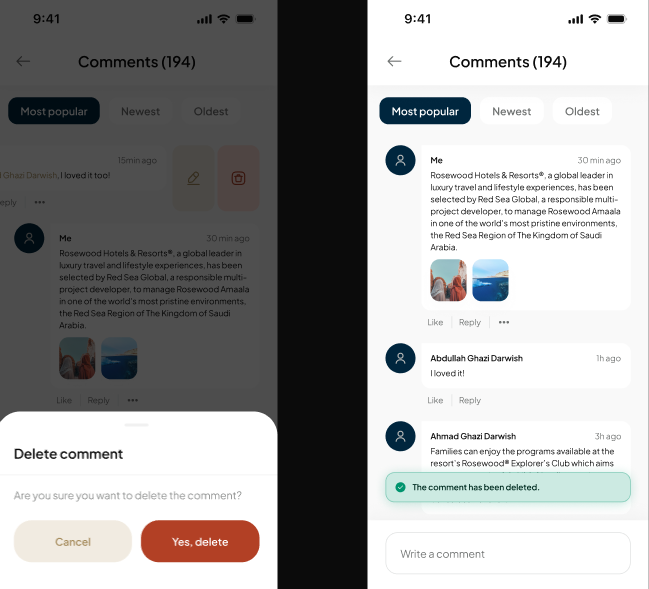 9:41
Comments (194)
Most popular
Newest
Oldest
15min ago
Ghazi Darwish, I loved it too!
eply
•••
Me
30 min ago
Rosewood Hotels & Resorts®, a global leader in
luxury travel and lifestyle experiences, has been
selected by Red Sea Global, a responsible multi-
project developer, to manage Rosewood Amaala
in one of the world's most pristine environments,
the Red Sea Region of The Kingdom of Saudi
Arabia.
Like
Reply
•••
Delete comment
Are you sure you want to delete the comment?
Cancel
Yes, delete
9:41
Comments (194)
Most popular
Newest
Oldest
Me
30 min ago
Rosewood Hotels & Resorts®, a global leader in
luxury travel and lifestyle experiences, has been
selected by Red Sea Global, a responsible multi-
project developer, to manage Rosewood Amaala
in one of the world's most pristine environments,
the Red Sea Region of The Kingdom of Saudi
Arabia.
Like
Reply
•••
Abdullah Ghazi Darwish
1h ago
I loved it!
Like
Reply
Ahmad Ghazi Darwish
3h ago
Families can enjoy the programs available at the
resort's Rosewood® Explorer's Club which aims
The comment has been deleted.
Write a comment